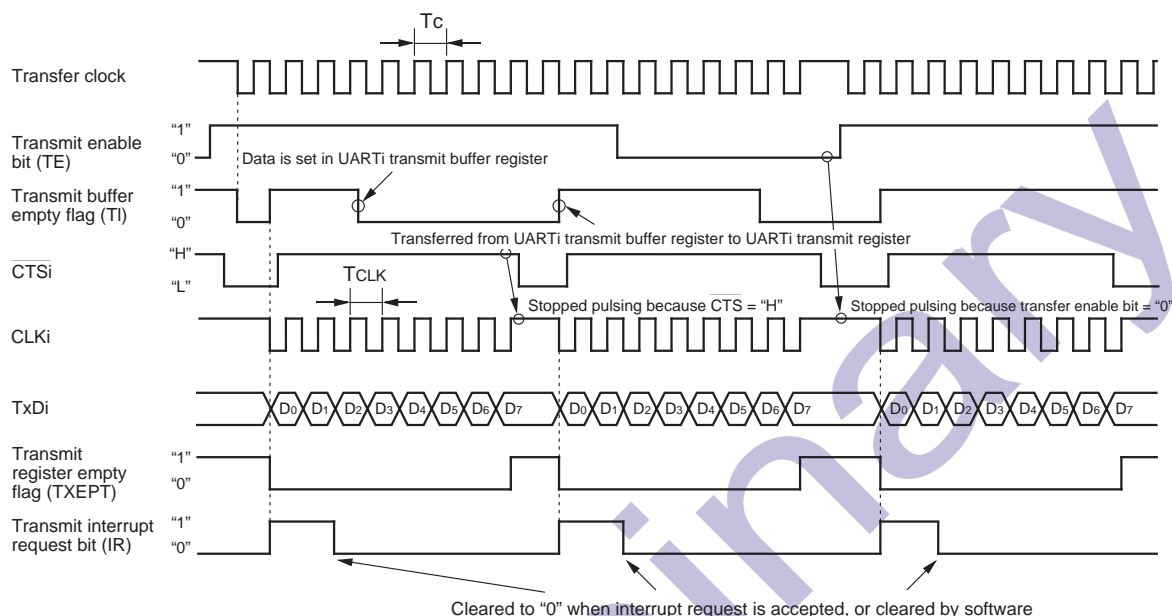 Tc
Transfer clock
Transmit enable
bit (TE)
“1”
“0”
Data is set in UARTi transmit buffer register
Transmit buffer
empty flag (TI)
“1”
“0”
Transferred from UARTi transmit buffer register to UARTi transmit register
CTSi
“H”
“L”
TCLK
Stopped pulsing because CTS = “H”
Stopped pulsing because transfer enable bit = “0”
CLKi
TxDi
D0 D1 D2 D3 D4 D5 D6 D7 D0 D1 D2 D3 D4 D5 D6 D7 D0 D1 D2 D3 D4 D5 D6 D7
Transmit
register empty
flag (TXEPT)
“1”
“0”
Transmit interrupt
request bit (IR)
“1”
“0”
Cleared to “0” when interrupt request is accepted, or cleared by software
inary